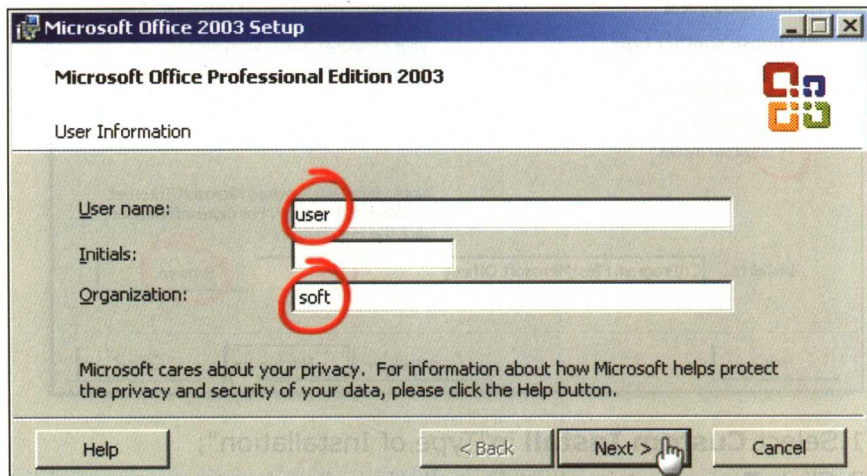 Microsoft Office 2003 Setup
Microsoft Office Professional Edition 2003
User Information
User name:
user
Initials:
Organization:
soft
Microsoft cares about your privacy. For information about how Microsoft helps protect
the privacy and security of your data, please click the Help button.
Help
< Back
Next >
Cancel